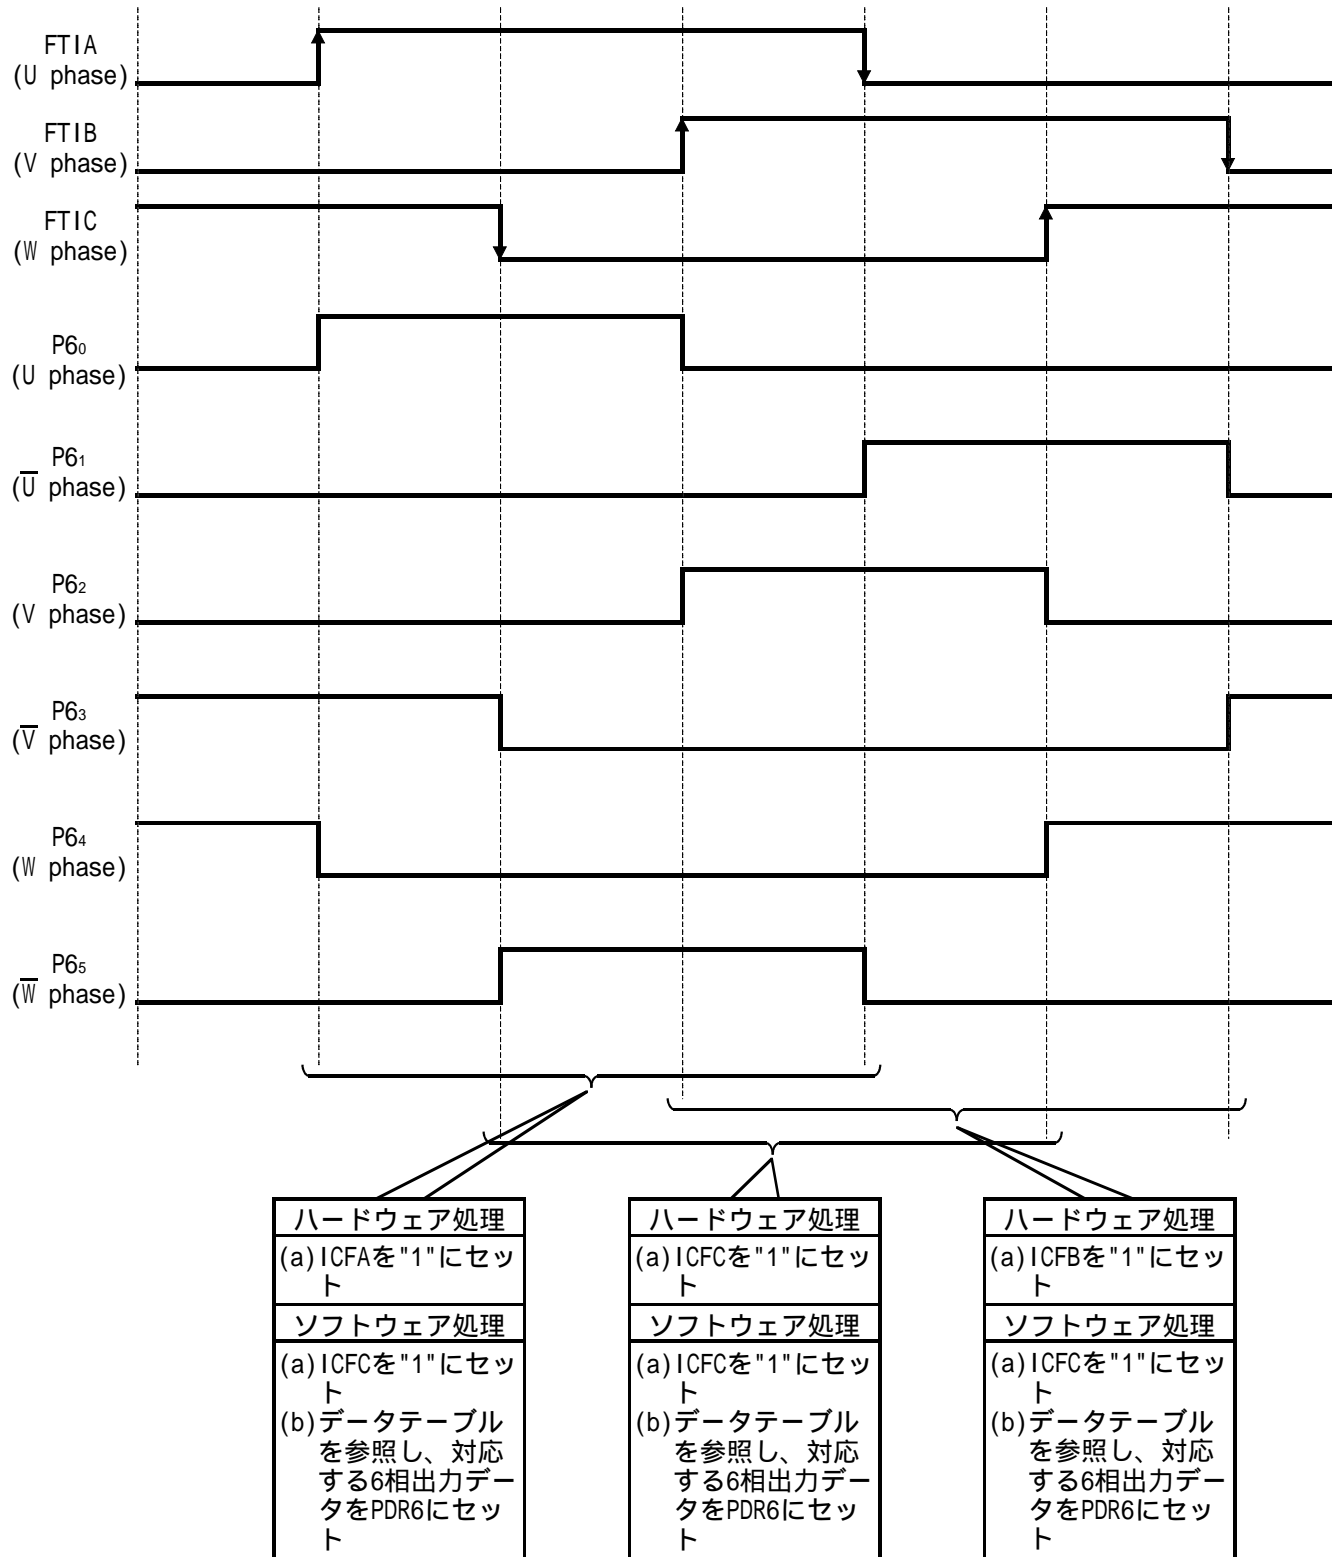 FTIA
(U phase)
FTIB
(V phase)
FTIC
(W phase)
P6₀
(U phase)
P6₁
(U̅ phase)
P6₂
(V phase)
P6₃
(V̅ phase)
P6₄
(W phase)
P6₅
(W̅ phase)
ハードウェア処理
(a)ICFAを"1"にセッ
ト
ソフトウェア処理
(a)ICFCを"1"にセッ
ト
(b)データテーブル
を参照し、対応
する6相出力デー
タをPDR6にセッ
ト
ハードウェア処理
(a)ICFCを"1"にセッ
ト
ソフトウェア処理
(a)ICFCを"1"にセッ
ト
(b)データテーブル
を参照し、対応
する6相出力デー
タをPDR6にセッ
ト
ハードウェア処理
(a)ICFBを"1"にセッ
ト
ソフトウェア処理
(a)ICFCを"1"にセッ
ト
(b)データテーブル
を参照し、対応
する6相出力デー
タをPDR6にセッ
ト